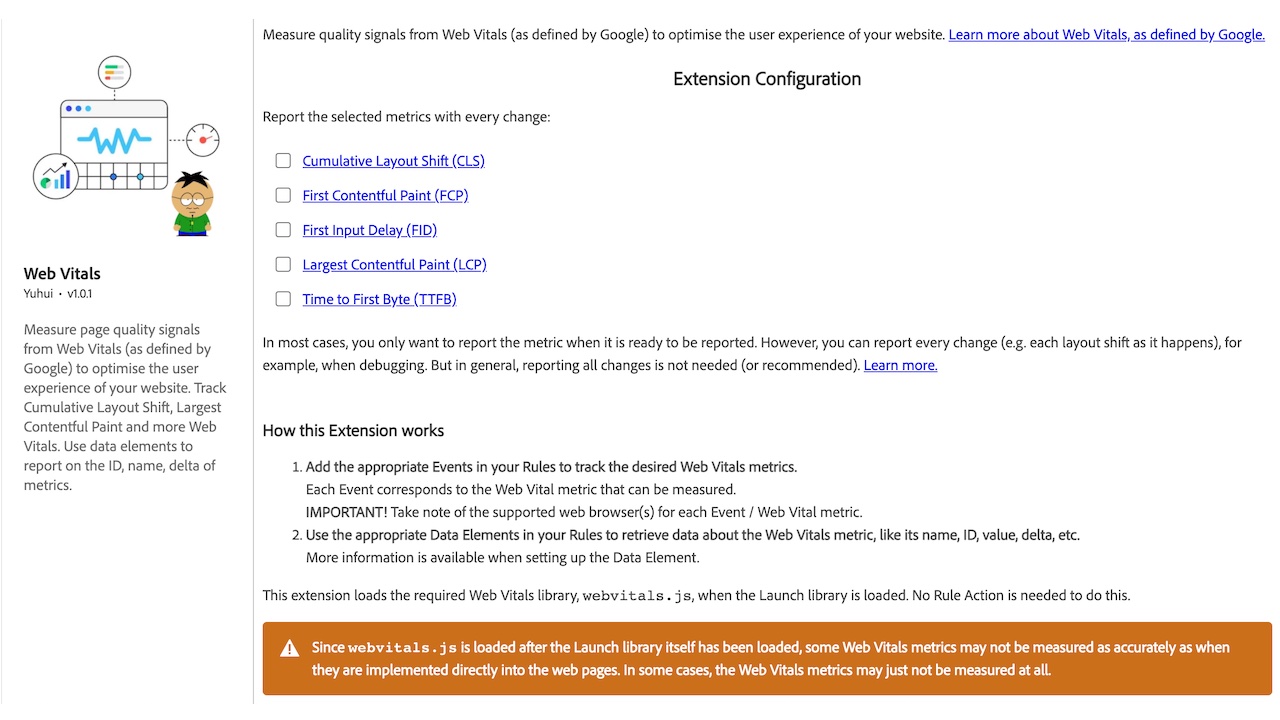 Web Vitals
Yuhui · v1.0.1
Measure page quality signals
from Web Vitals (as defined by
Google) to optimise the user
experience of your website. Track
Cumulative Layout Shift, Largest
Contentful Paint and more Web
Vitals. Use data elements to
report on the ID, name, delta of
metrics.
Measure quality signals from Web Vitals (as defined by Google) to optimise the user experience of your website. Learn more about Web Vitals, as defined by Google.
Extension Configuration
Report the selected metrics with every change:
Cumulative Layout Shift (CLS)
First Contentful Paint (FCP)
First Input Delay (FID)
Largest Contentful Paint (LCP)
Time to First Byte (TTFB)
In most cases, you only want to report the metric when it is ready to be reported. However, you can report every change (e.g. each layout shift as it happens), for
example, when debugging. But in general, reporting all changes is not needed (or recommended). Learn more.
How this Extension works
1. Add the appropriate Events in your Rules to track the desired Web Vitals metrics.
Each Event corresponds to the Web Vital metric that can be measured.
IMPORTANT! Take note of the supported web browser(s) for each Event / Web Vital metric.
2. Use the appropriate Data Elements in your Rules to retrieve data about the Web Vitals metric, like its name, ID, value, delta, etc.
More information is available when setting up the Data Element.
This extension loads the required Web Vitals library, webvitals.js, when the Launch library is loaded. No Rule Action is needed to do this.
Since webvitals.js is loaded after the Launch library itself has been loaded, some Web Vitals metrics may not be measured as accurately as when
they are implemented directly into the web pages. In some cases, the Web Vitals metrics may just not be measured at all.